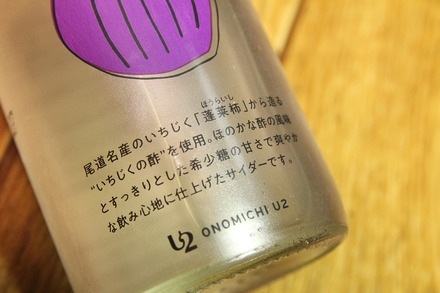 ほうらいし
尾道名産のいちじく「蓬莱柿」から造る
“いちじくの酢”を使用。ほのかな酢の風味
とすっきりとした希少糖の甘さで爽やか
な飲み心地に仕上げたサイダーです。
U2 ONOMICHI U2